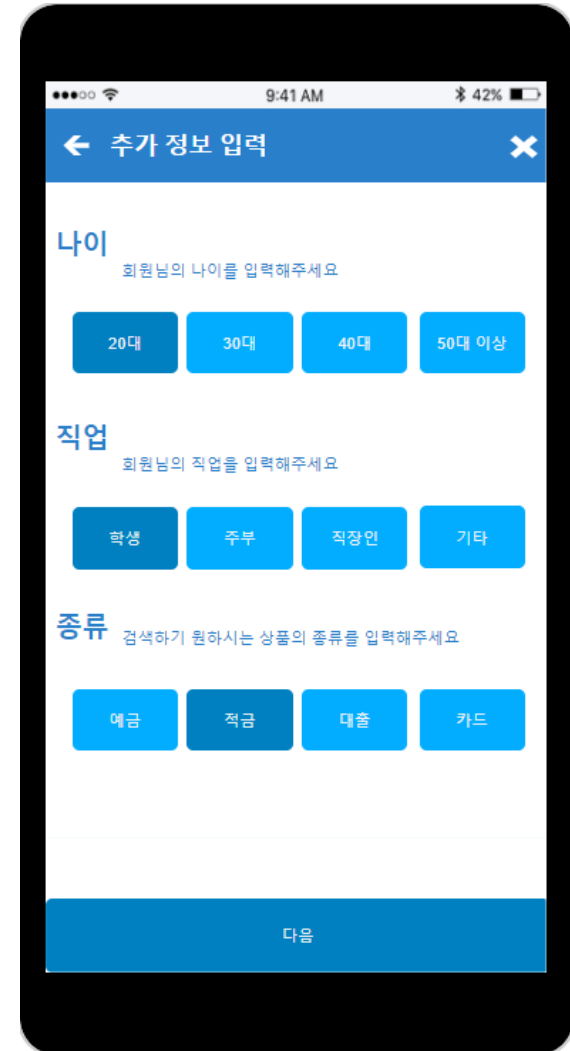 9:41 AM 42%
추가 정보 입력
나이
회원님의 나이를 입력해주세요
20대 30대 40대 50대 이상
직업
회원님의 직업을 입력해주세요
학생 주부 직장인 기타
종류 검색하기 원하시는 상품의 종류를 입력해주세요
예금 적금 대출 카드
다음